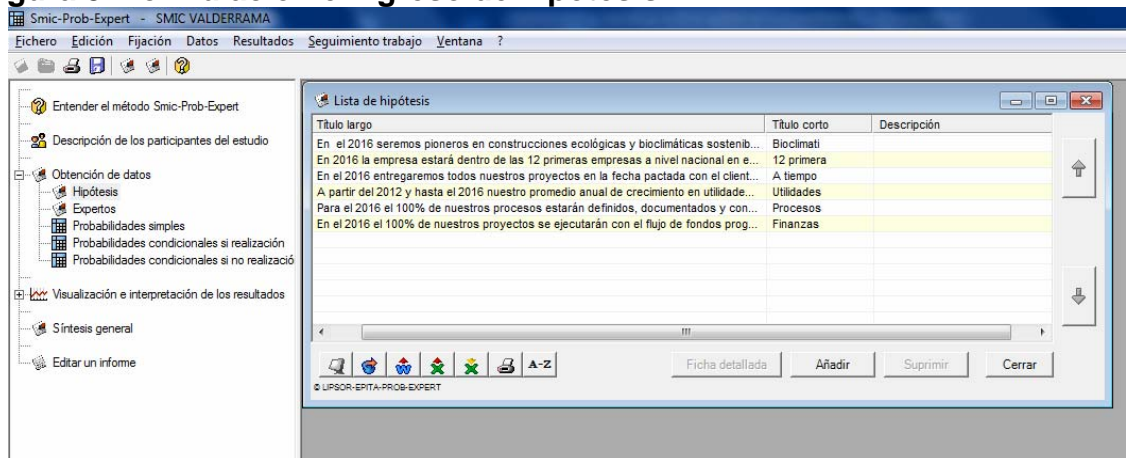 Smic-Prob-Expert - SMIC VALDERRAMA
Fichero Edición Fijación Datos Resultados Seguimiento trabajo Ventana ?
Entender el método Smic-Prob-Expert
Descripción de los participantes del estudio
Obtención de datos
Hipótesis
Expertos
Probabilidades simples
Probabilidades condicionales si realización
Probabilidades condicionales si no realizació
Visualización e interpretación de los resultados
Síntesis general
Editar un informe
Lista de hipótesis
Título largo Título corto Descripción
En el 2016 seremos pioneros en construcciones ecológicas y bioclimáticas sostenib... Bioclimati
En 2016 la empresa estará dentro de las 12 primeras empresas a nivel nacional en e... 12 primera
En el 2016 entregaremos todos nuestros proyectos en la fecha pactada con el client... A tiempo
A partir del 2012 y hasta el 2016 nuestro promedio anual de crecimiento en utilidade... Utilidades
Para el 2016 el 100% de nuestros procesos estarán definidos, documentados y con... Procesos
En el 2016 el 100% de nuestros proyectos se ejecutarán con el flujo de fondos prog... Finanzas
A-Z Ficha detallada Añadir Suprimir Cerrar
© LIPSOR-EPITA-PROB-EXPERT